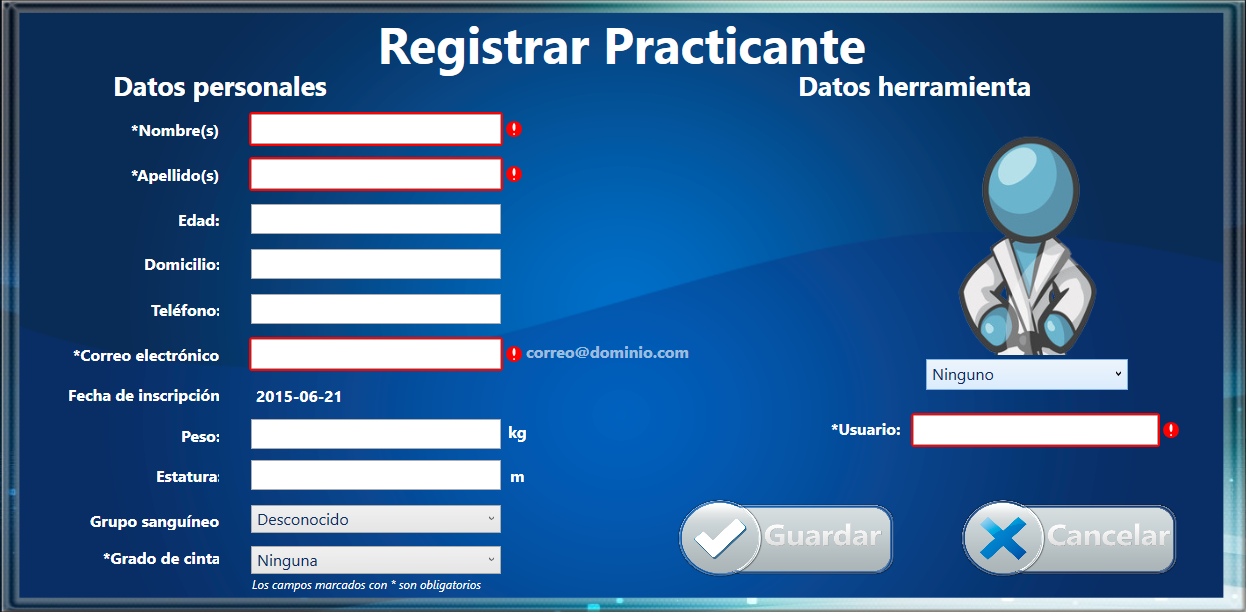 Registrar Practicante
Datos personales
*Nombre(s)
*Apellido(s)
Edad:
Domicilio:
Teléfono:
*Correo electrónico
correo@dominio.com
Fecha de inscripción
2015-06-21
Peso:
kg
Estatura:
m
Grupo sanguíneo
Desconocido
*Grado de cinta
Ninguna
Los campos marcados con * son obligatorios
Datos herramienta
Ninguno
*Usuario:
Guardar
Cancelar